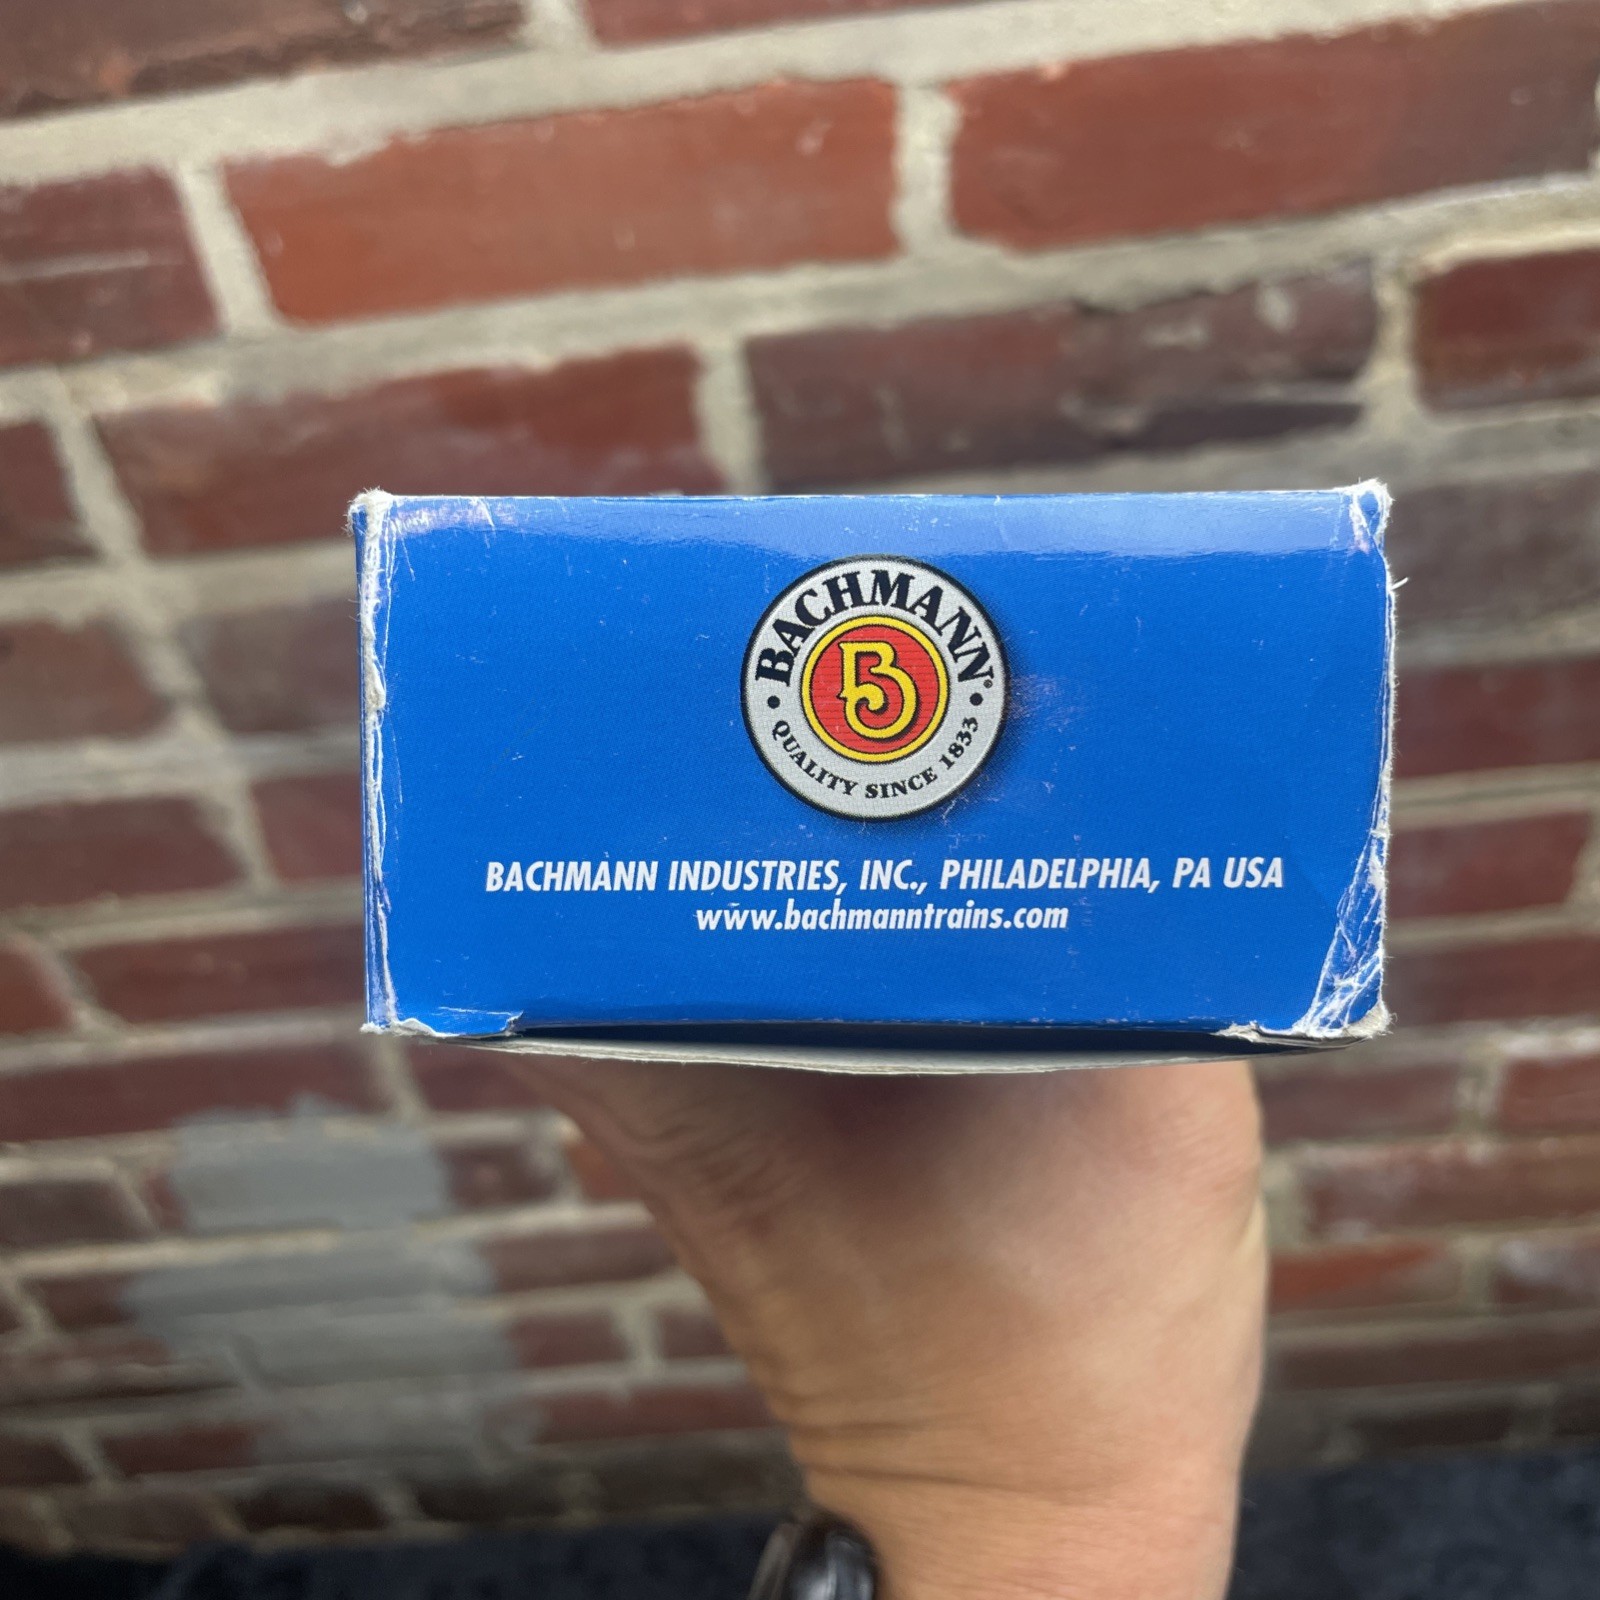 BACHMANN®
B
• QUALITY SINCE 1833 •
BACHMANN INDUSTRIES, INC., PHILADELPHIA, PA USA
www.bachmanntrains.com